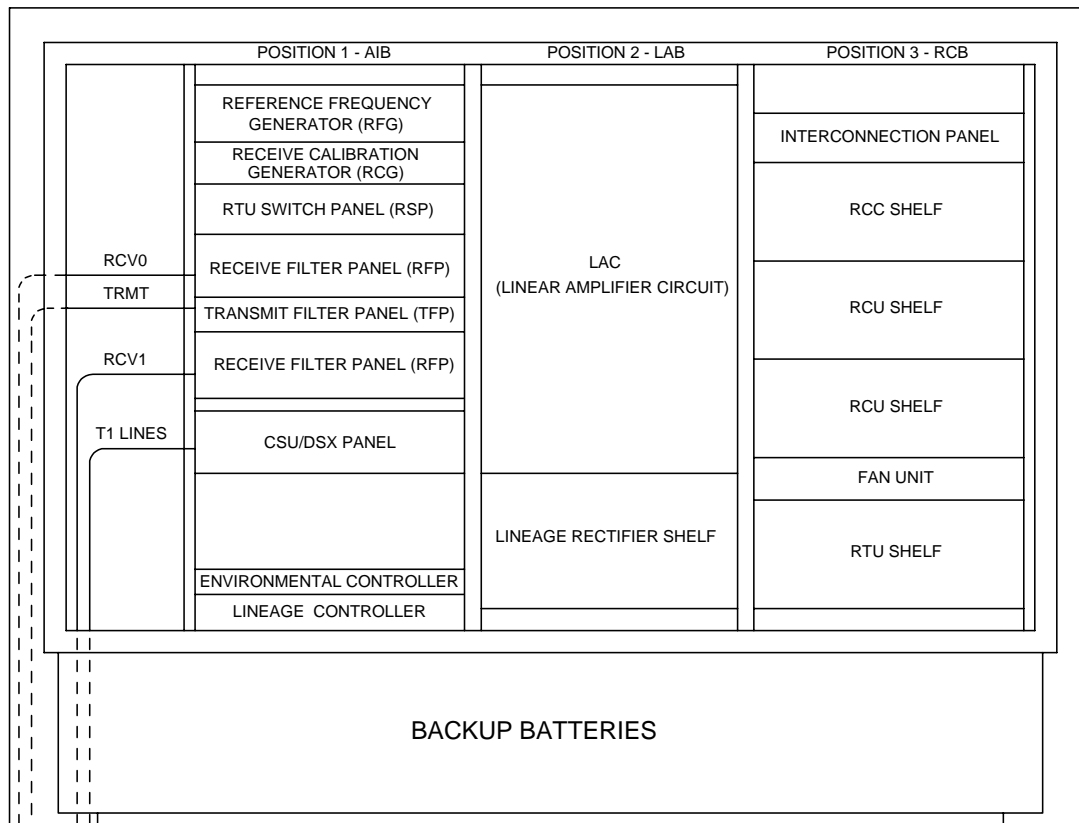 POSITION 1 - AIB
POSITION 2 - LAB
POSITION 3 - RCB
REFERENCE FREQUENCY
GENERATOR (RFG)
RECEIVE CALIBRATION
GENERATOR (RCG)
RTU SWITCH PANEL (RSP)
RCV0
RECEIVE FILTER PANEL (RFP)
TRMT
TRANSMIT FILTER PANEL (TFP)
RCV1
RECEIVE FILTER PANEL (RFP)
T1 LINES
CSU/DSX PANEL
ENVIRONMENTAL CONTROLLER
LINEAGE CONTROLLER
LAC
(LINEAR AMPLIFIER CIRCUIT)
LINEAGE RECTIFIER SHELF
INTERCONNECTION PANEL
RCC SHELF
RCU SHELF
RCU SHELF
FAN UNIT
RTU SHELF
BACKUP BATTERIES